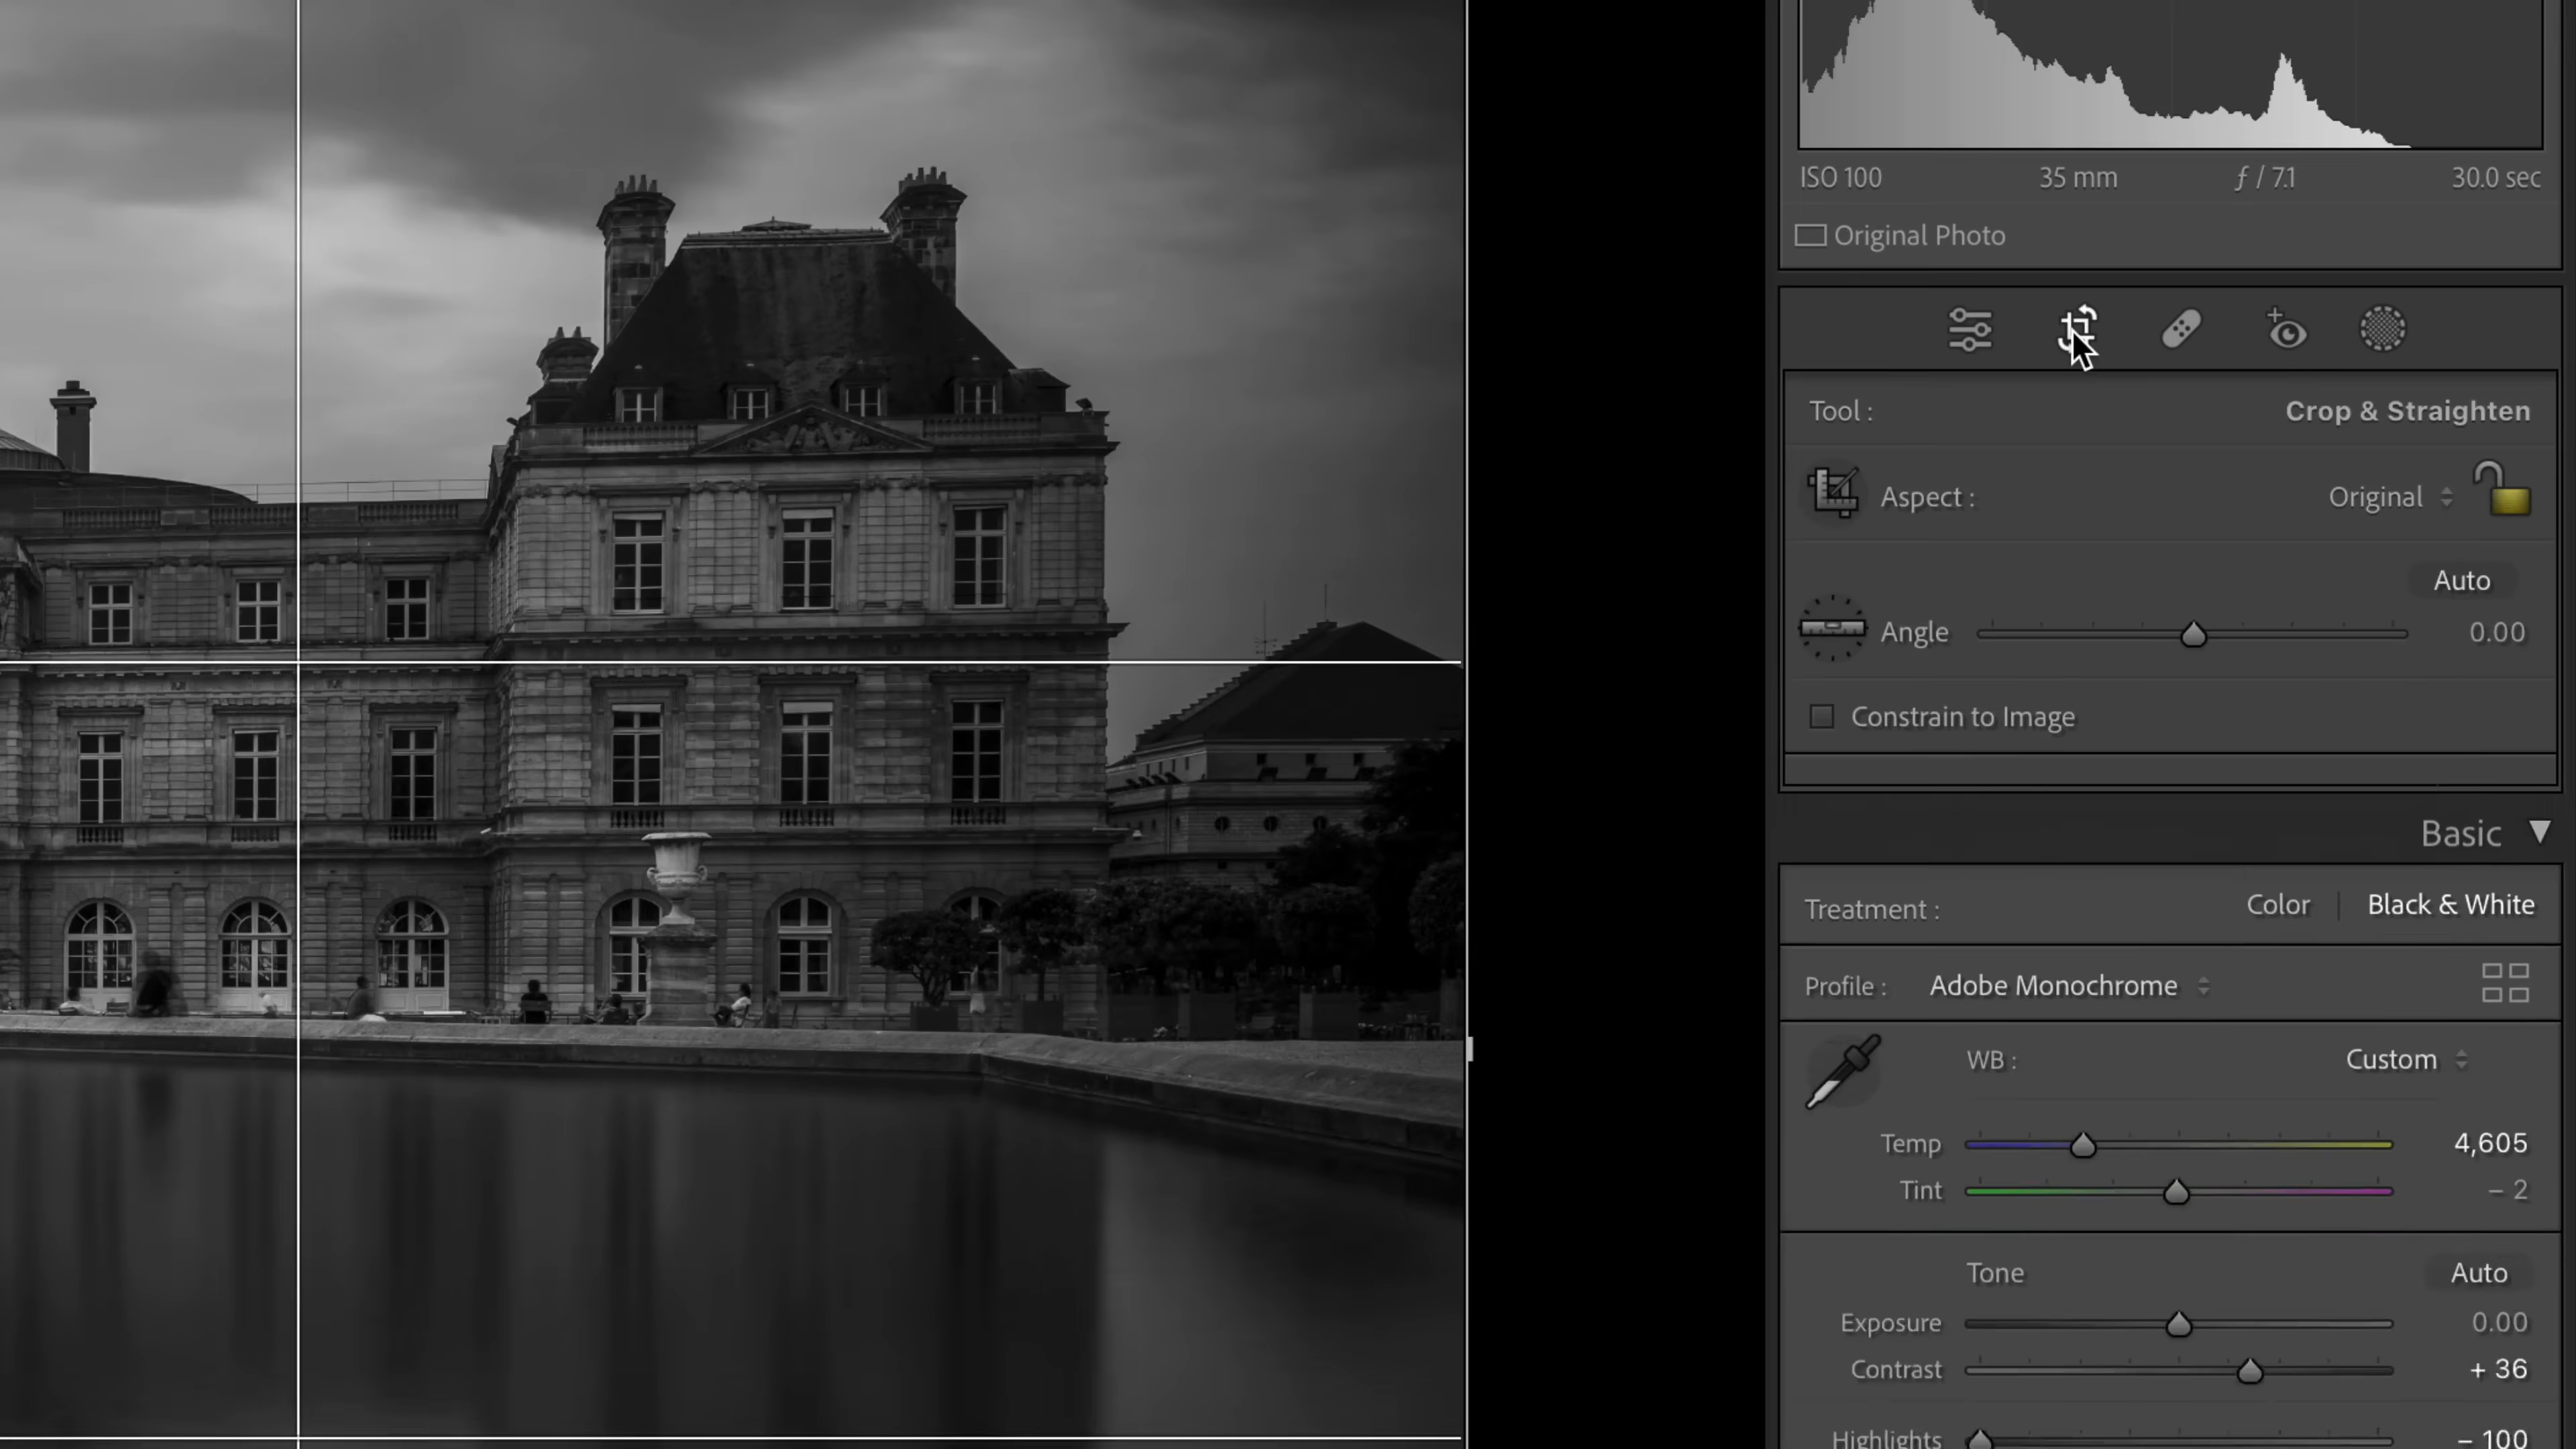 ISO 100 35 mm ƒ / 7.1 30.0 sec
Original Photo
Tool : Crop & Straighten
Aspect : Original
Auto
Angle 0.00
Constrain to Image
Basic
Treatment : Color Black & White
Profile : Adobe Monochrome
WB : Custom
Temp 4,605
Tint – 2
Tone Auto
Exposure 0.00
Contrast + 36
Highlights – 100